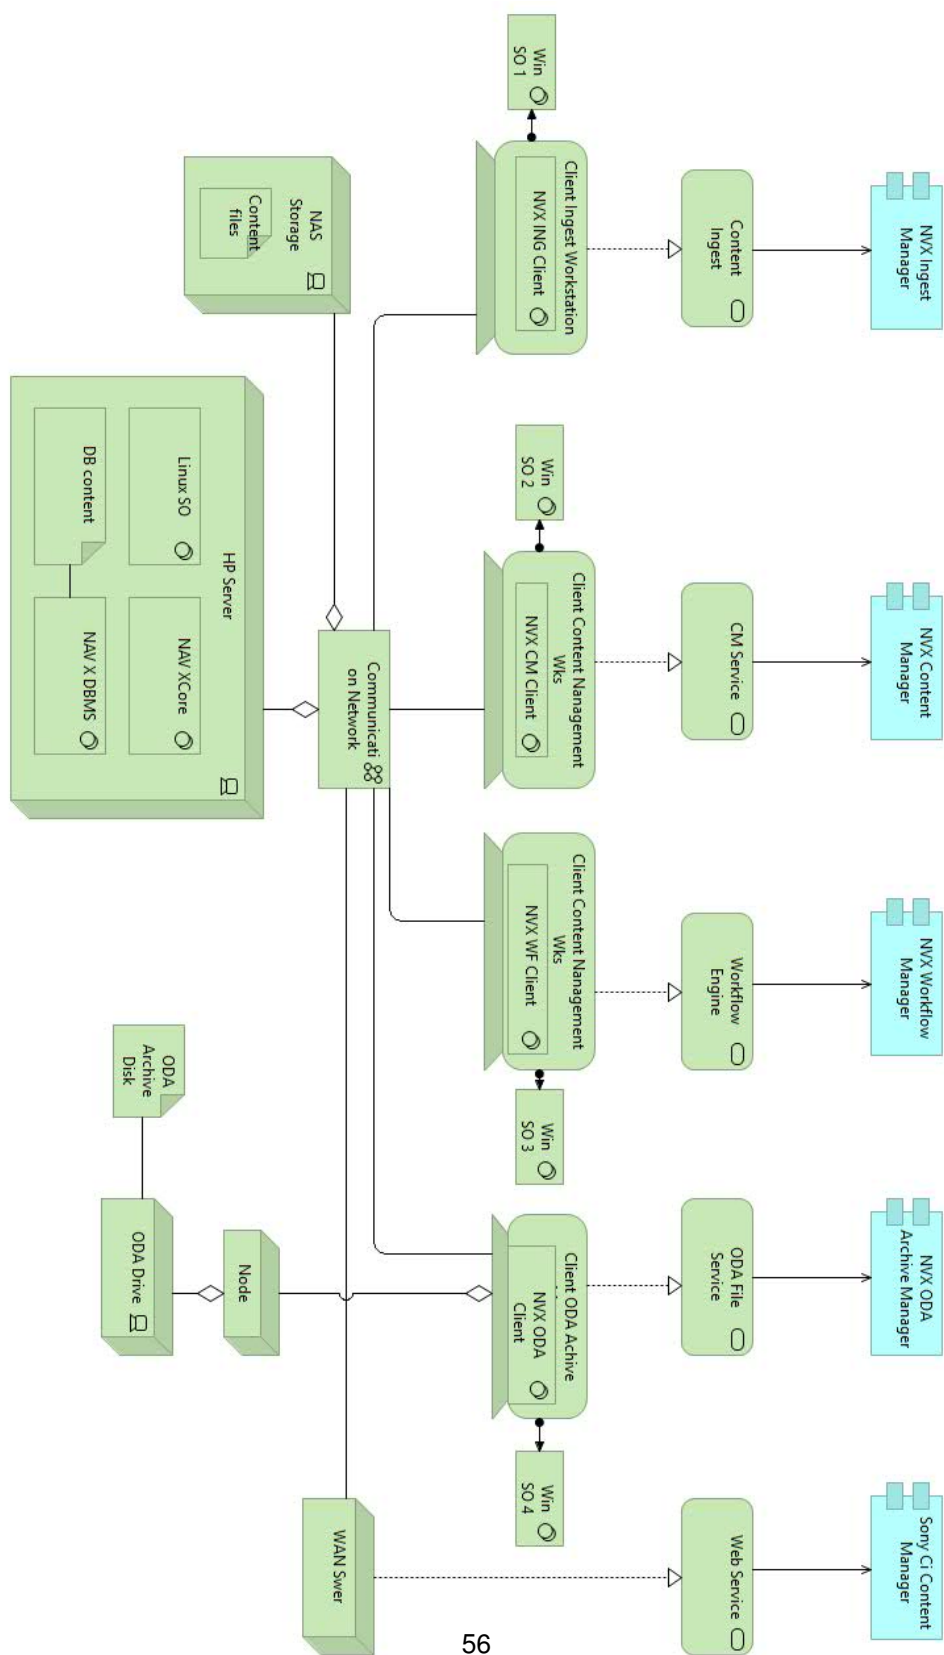 NVX Ingest
Manager
NVX Content
Manager
NVX Workflow
Manager
NVX ODA
Archive Manager
Sony Ci Content
Manager
Content
Ingest
CM Service
Workflow
Engine
ODA File
Service
Web Service
Client Ingest Workstation
NVX ING Client
Client Content Nanagement
Wks
NVX CM Client
Client Content Nanagement
Wks
NVX WF Client
Client ODA Achive
NVX ODA
Client
Win
SO 1
Win
SO 2
Win
SO 3
Win
SO 4
Communicati
on Network
NAS
Storage
Content
files
HP Server
Linux SO
NAV XCore
DB content
NAV X DBMS
Node
ODA Drive
ODA
Archive
Disk
WAN Swer
56